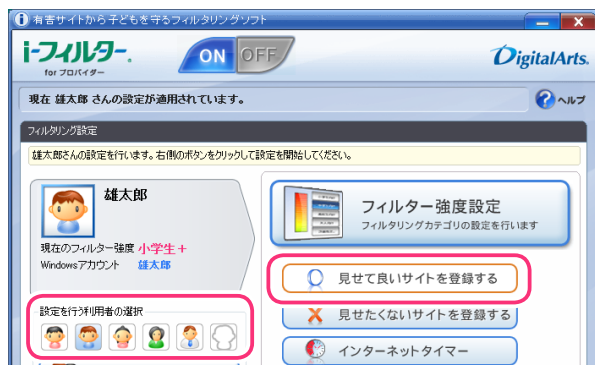 有害サイトから子どもを守るフィルタリングソフト
i-フィルター®
for プロバイダー
ON OFF
DigitalArts®
現在 雄太郎 さんの設定が適用されています。
ヘルプ
フィルタリング設定
雄太郎さんの設定を行います。右側のボタンをクリックして設定を開始してください。
雄太郎
現在のフィルター強度 小学生+
Windowsアカウント 雄太郎
設定を行う利用者の選択
フィルター強度設定
フィルタリングカテゴリの設定を行います
見せて良いサイトを登録する
見せたくないサイトを登録する
インターネットタイマー